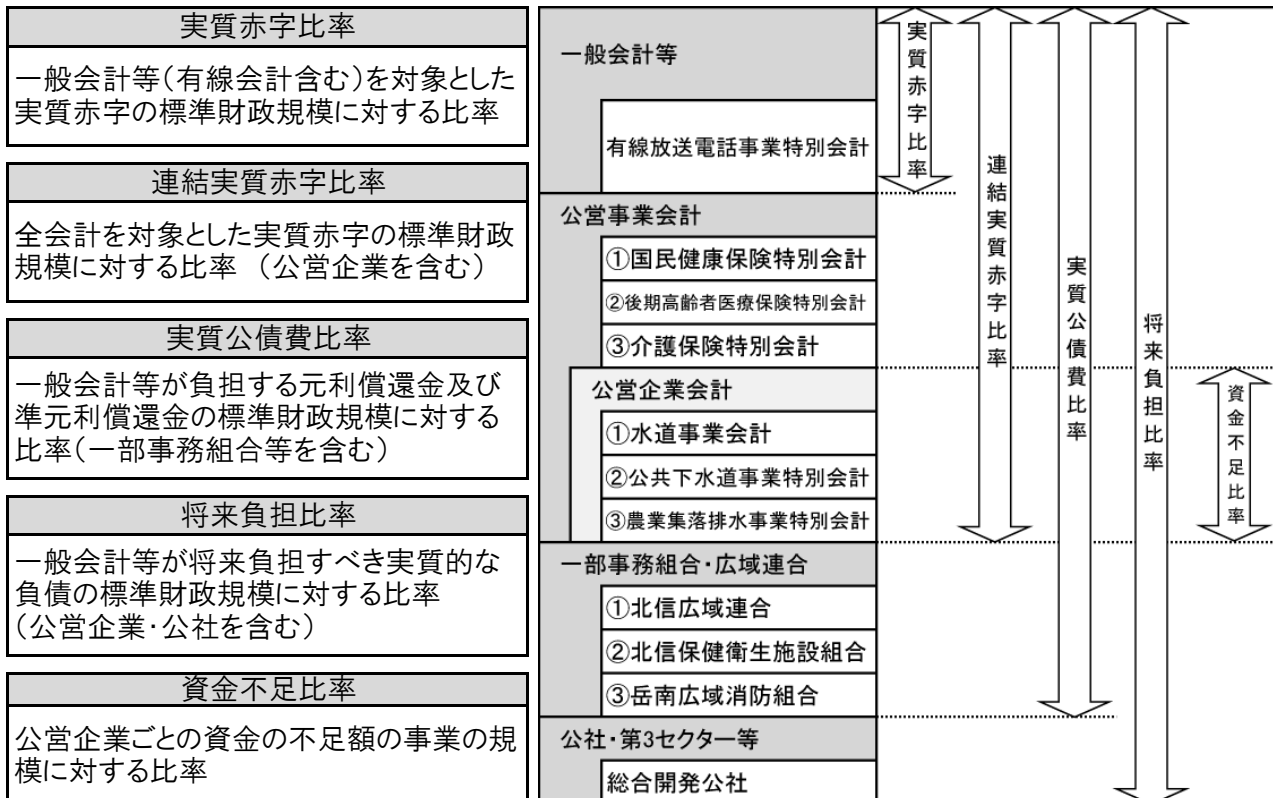 実質赤字比率
一般会計等(有線会計含む)を対象とした
実質赤字の標準財政規模に対する比率
連結実質赤字比率
全会計を対象とした実質赤字の標準財政
規模に対する比率 (公営企業を含む)
実質公債費比率
一般会計等が負担する元利償還金及び
準元利償還金の標準財政規模に対する
比率(一部事務組合等を含む)
将来負担比率
一般会計等が将来負担すべき実質的な
負債の標準財政規模に対する比率
(公営企業・公社を含む)
資金不足比率
公営企業ごとの資金の不足額の事業の規
模に対する比率
一般会計等
有線放送電話事業特別会計
公営事業会計
①国民健康保険特別会計
②後期高齢者医療保険特別会計
③介護保険特別会計
公営企業会計
①水道事業会計
②公共下水道事業特別会計
③農業集落排水事業特別会計
一部事務組合・広域連合
①北信広域連合
②北信保健衛生施設組合
③岳南広域消防組合
公社・第3セクター等
総合開発公社
実質赤字比率
連結実質赤字比率
実質公債費比率
将来負担比率
資金不足比率